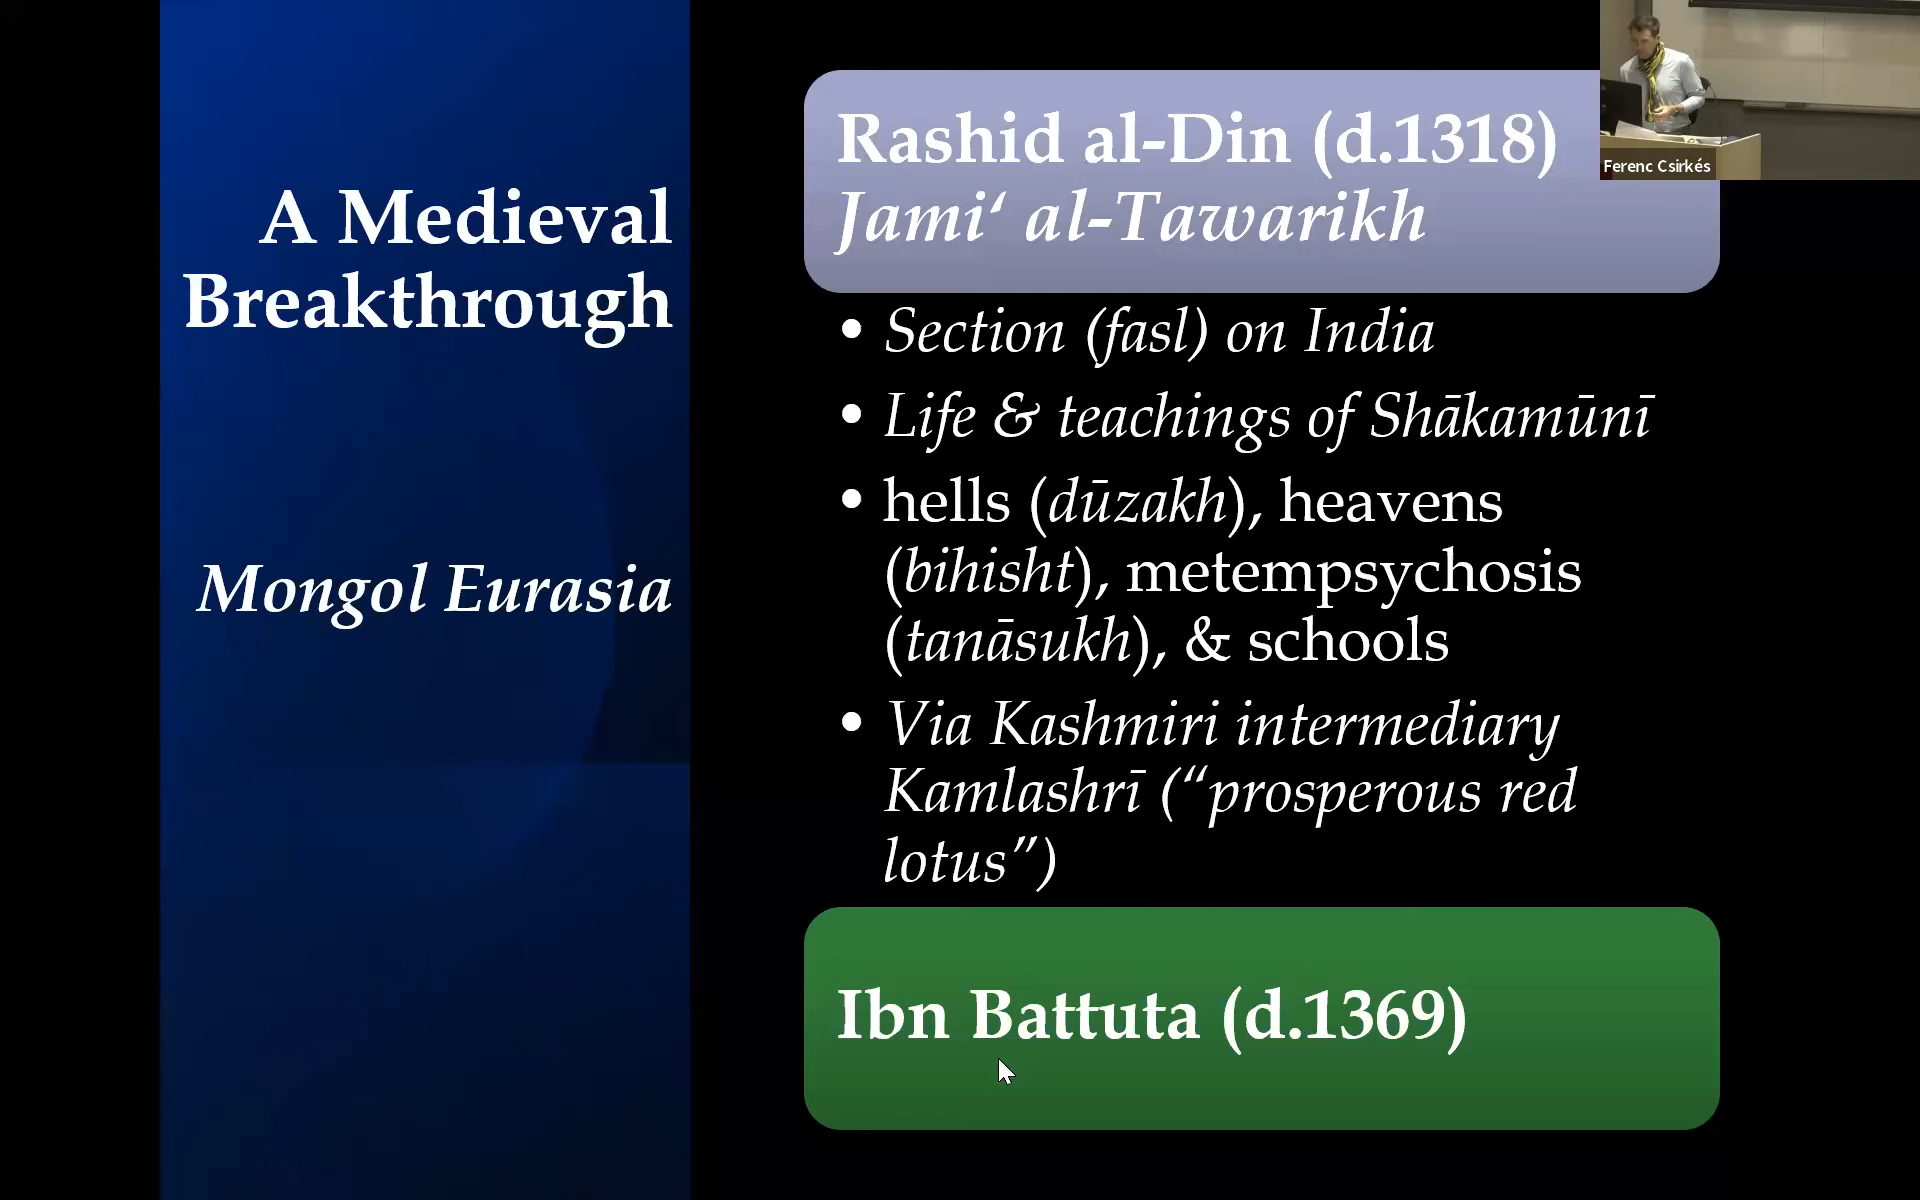 A Medieval
Breakthrough
Mongol Eurasia
Rashid al-Din (d.1318)
Jami‘ al-Tawarikh
• Section (fasl) on India
• Life & teachings of Shākamūnī
• hells (dūzakh), heavens
(bihisht), metempsychosis
(tanāsukh), & schools
• Via Kashmiri intermediary
Kamlashrī (“prosperous red
lotus”)
Ibn Battuta (d.1369)
Ferenc Csirkés